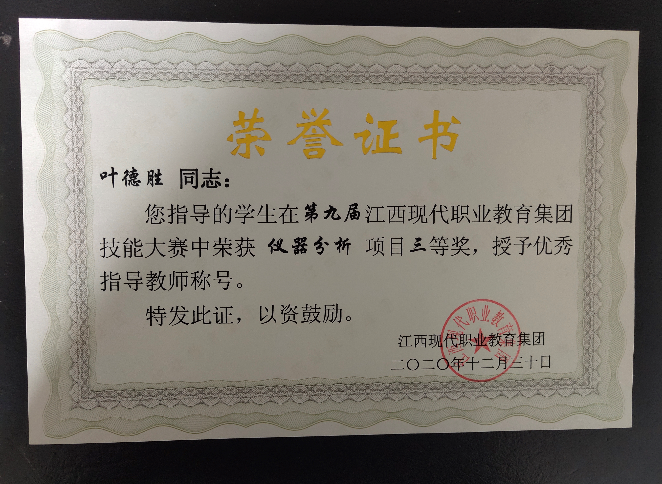 荣誉证书
叶德胜 同志：
您指导的学生在第九届江西现代职业教育集团
技能大赛中荣获 仪器分析 项目三等奖，授予优秀
指导教师称号。
特发此证，以资鼓励。
江西现代职业教育集团
二〇二〇年十二月三十日